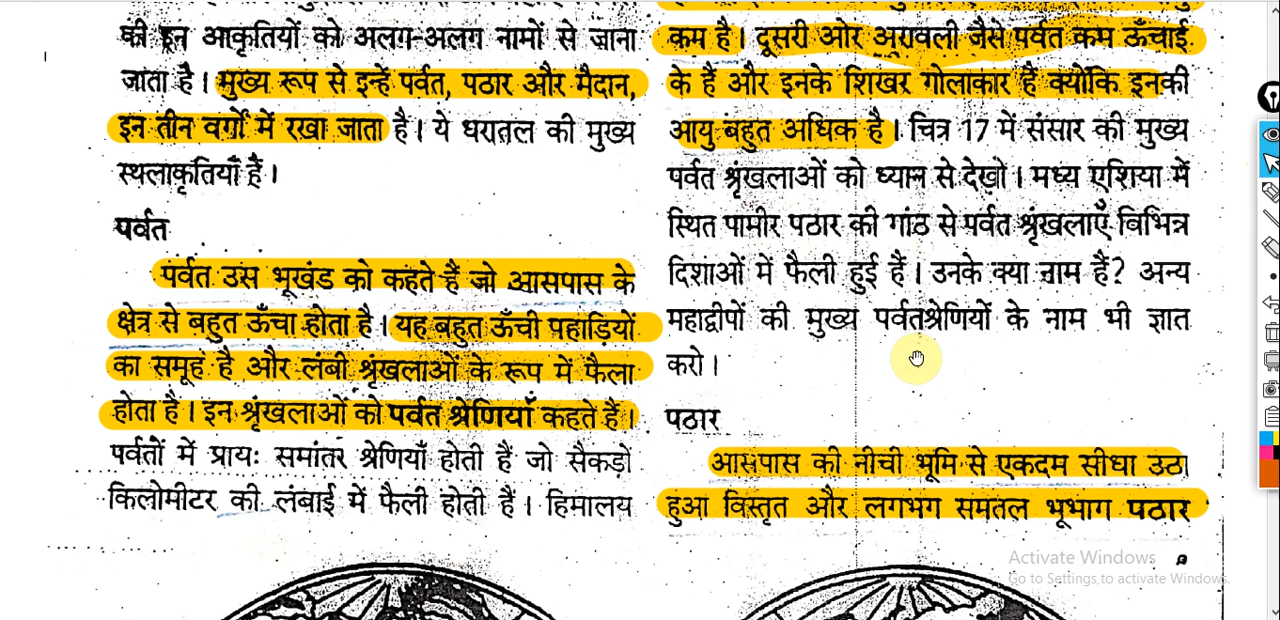 की इन आकृतियों को अलग-अलग नामों से जाना
जाता है। मुख्य रूप से इन्हें पर्वत, पठार और मैदान,
इन तीन वर्गों में रखा जाता है। ये धरातल की मुख्य
स्थलाकृतियाँ हैं।
पर्वत
पर्वत उस भूखंड को कहते हैं जो आसपास के
क्षेत्र से बहुत ऊँचा होता है। यह बहुत ऊँची पहाड़ियों
का समूह है और लंबी श्रृंखलाओं के रूप में फैला
होता है। इन श्रृंखलाओं को पर्वत श्रेणियाँ कहते हैं।
पर्वतों में प्रायः समांतर श्रेणियाँ होती हैं जो सैकड़ों
किलोमीटर की लंबाई में फैली होती हैं। हिमालय
कम है। दूसरी ओर अरावली जैसे पर्वत कम ऊँचाई
के हैं और इनके शिखर गोलाकार हैं क्योंकि इनकी
आयु बहुत अधिक है। चित्र 17 में संसार की मुख्य
पर्वत श्रृंखलाओं को ध्यान से देखो। मध्य एशिया में
स्थित पामीर पठार की गांठ से पर्वत श्रृंखलाएँ विभिन्न
दिशाओं में फैली हुई हैं। उनके क्या नाम हैं? अन्य
महाद्वीपों की मुख्य पर्वतश्रेणियों के नाम भी ज्ञात
करो।
पठार
आसपास की नीची भूमि से एकदम सीधा उठा
हुआ विस्तृत और लगभग समतल भूभाग पठार
Activate Windows
Go to Settings to activate Windows.